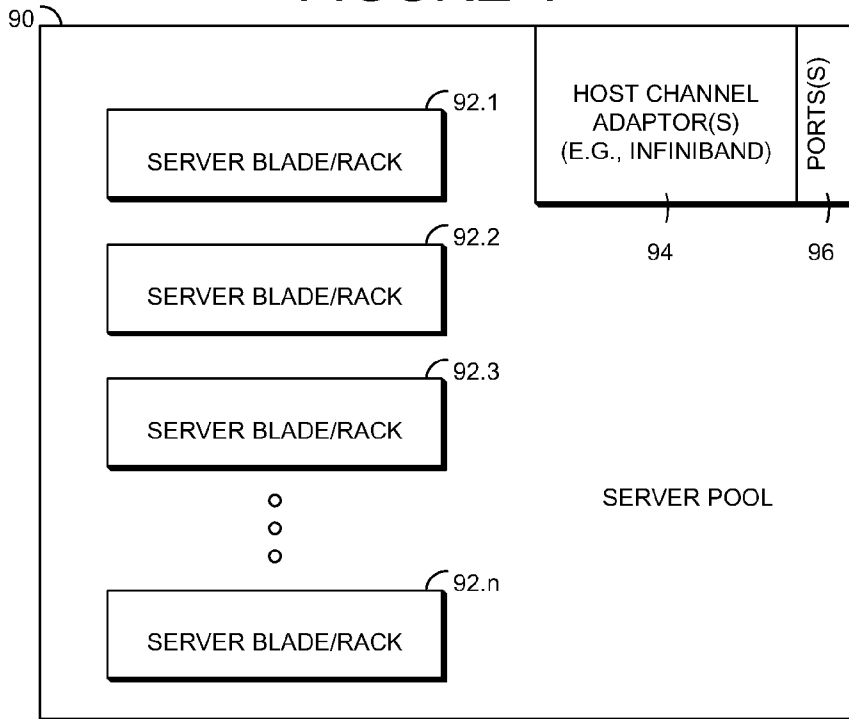 90
92.1
SERVER BLADE/RACK
HOST CHANNEL
ADAPTOR(S)
(E.G., INFINIBAND)
PORTS(S)
94
96
92.2
SERVER BLADE/RACK
92.3
SERVER BLADE/RACK
SERVER POOL
92.n
SERVER BLADE/RACK